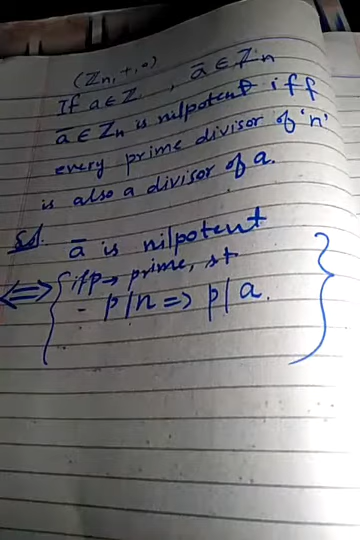 (ℤn, +, ∘)
If a ∈ ℤ, ā ∈ ℤn
ā ∈ ℤn is nilpotent iff
every prime divisor of 'n'
is also a divisor of a.
Sol. ā is nilpotent
⟺ { if p → prime, st
- p/n ⇒ p/a. }